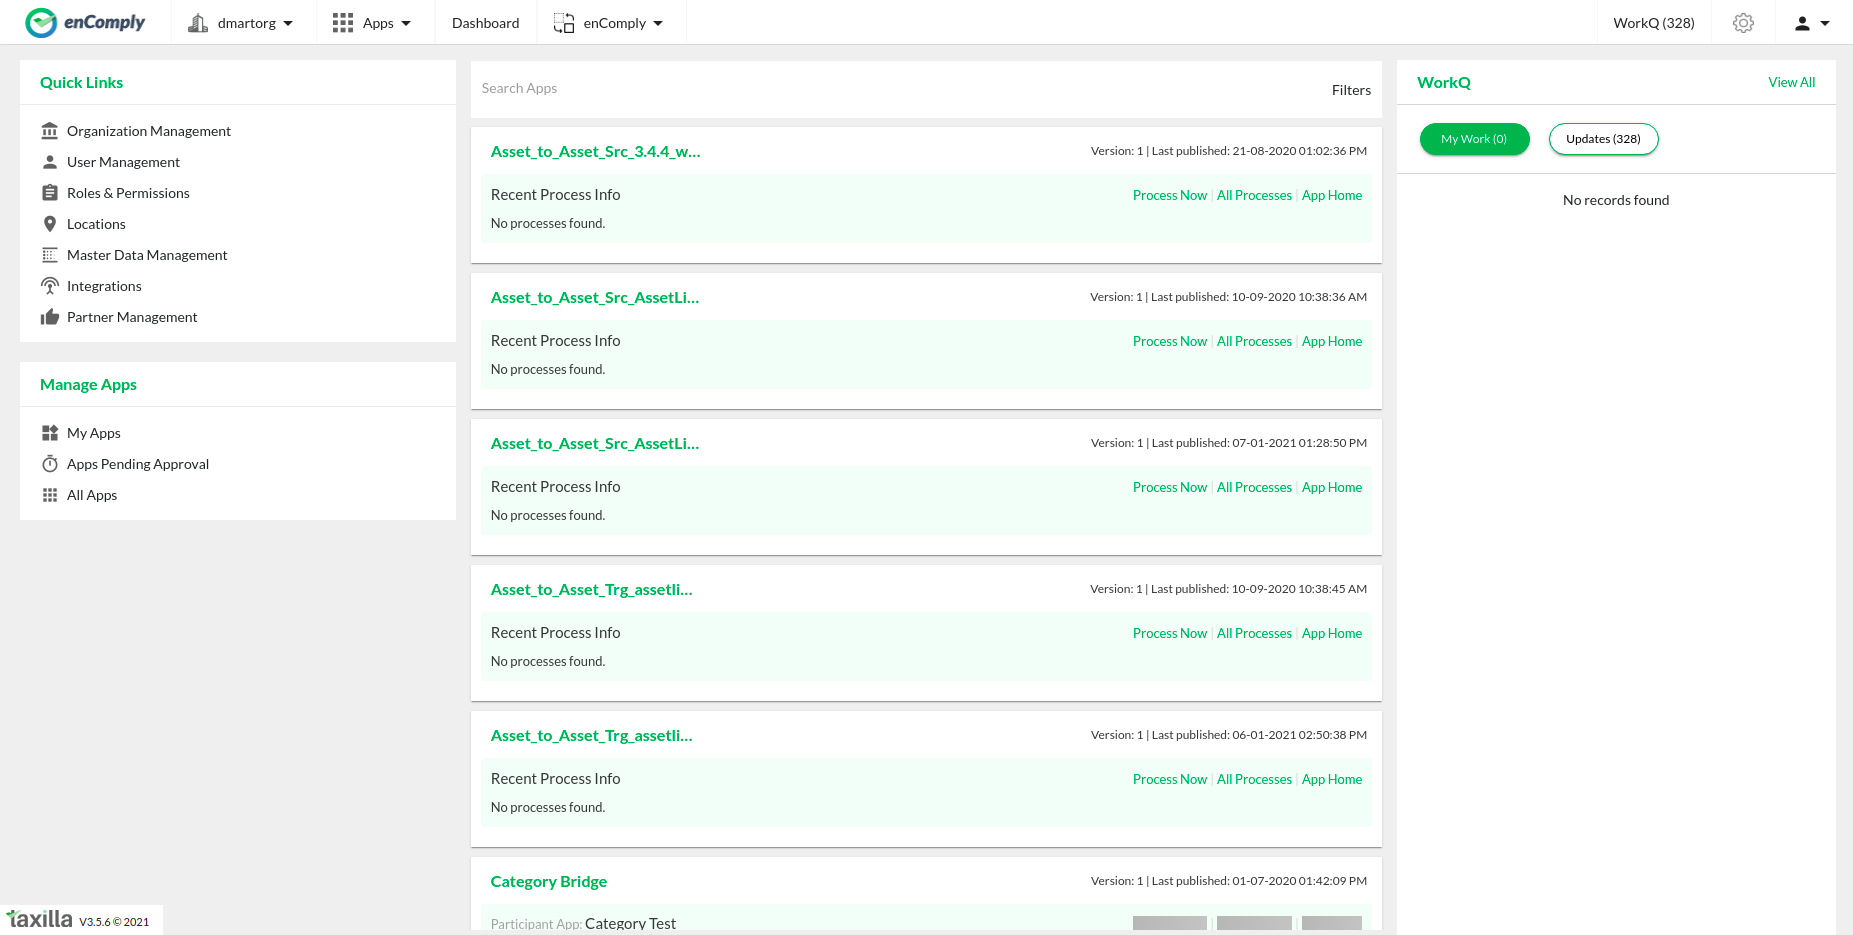 enComply
dmartorg
Apps
Dashboard
enComply
WorkQ (328)
Quick Links
Organization Management
User Management
Roles & Permissions
Locations
Master Data Management
Integrations
Partner Management
Manage Apps
My Apps
Apps Pending Approval
All Apps
Search Apps
Filters
Asset_to_Asset_Src_3.4.4_w...
Version: 1 | Last published: 21-08-2020 01:02:36 PM
Recent Process Info
Process Now | All Processes | App Home
No processes found.
Asset_to_Asset_Src_AssetLi...
Version: 1 | Last published: 10-09-2020 10:38:36 AM
Recent Process Info
Process Now | All Processes | App Home
No processes found.
Asset_to_Asset_Src_AssetLi...
Version: 1 | Last published: 07-01-2021 01:28:50 PM
Recent Process Info
Process Now | All Processes | App Home
No processes found.
Asset_to_Asset_Trg_assetli...
Version: 1 | Last published: 10-09-2020 10:38:45 AM
Recent Process Info
Process Now | All Processes | App Home
No processes found.
Asset_to_Asset_Trg_assetli...
Version: 1 | Last published: 06-01-2021 02:50:38 PM
Recent Process Info
Process Now | All Processes | App Home
No processes found.
Category Bridge
Version: 1 | Last published: 01-07-2020 01:42:09 PM
Participant App: Category Test
WorkQ
View All
My Work (0)
Updates (328)
No records found
taxilla V3.5.6 © 2021